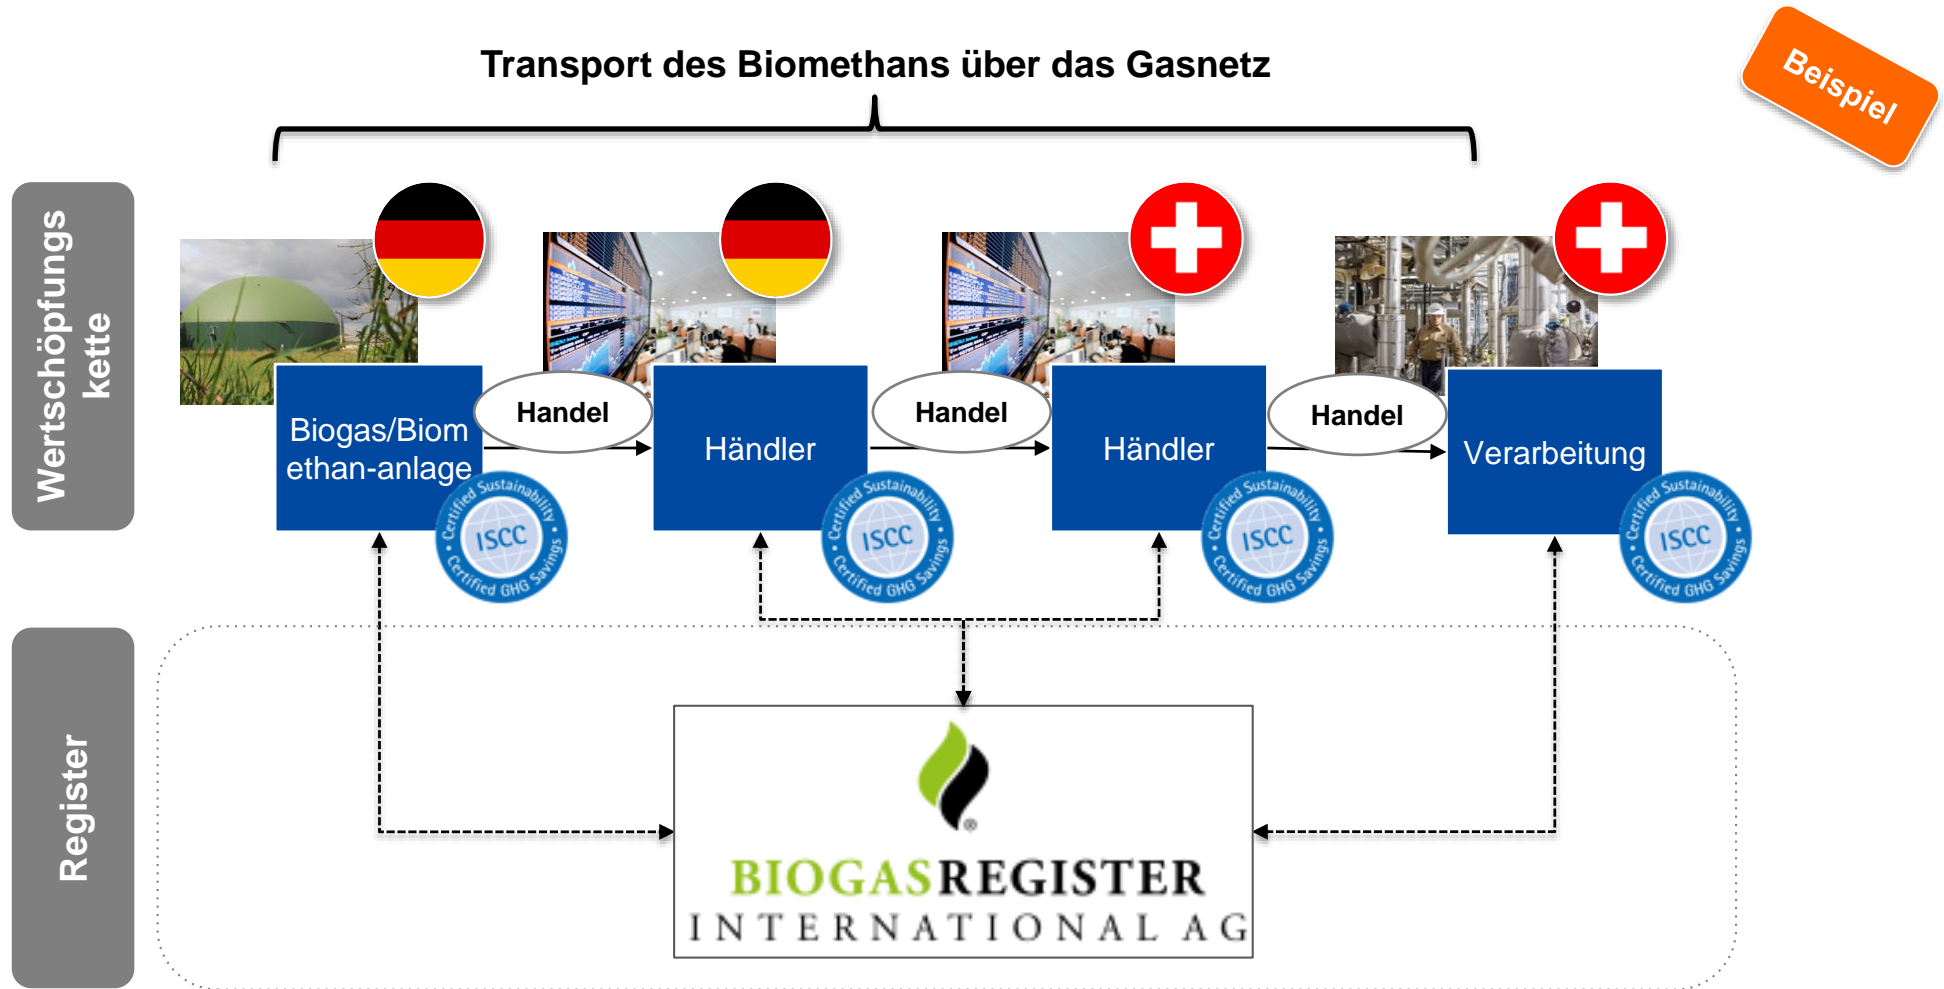 Transport des Biomethans über das Gasnetz
Beispiel
Wertschöpfungs
kette
Biogas/Biom
ethan-anlage
Handel
Händler
Handel
Händler
Handel
Verarbeitung
Certified Sustainability
ISCC
Certified GHG Savings
Certified Sustainability
ISCC
Certified GHG Savings
Certified Sustainability
ISCC
Certified GHG Savings
Certified Sustainability
ISCC
Certified GHG Savings
Register
®
BIOGASREGISTER
INTERNATIONAL AG